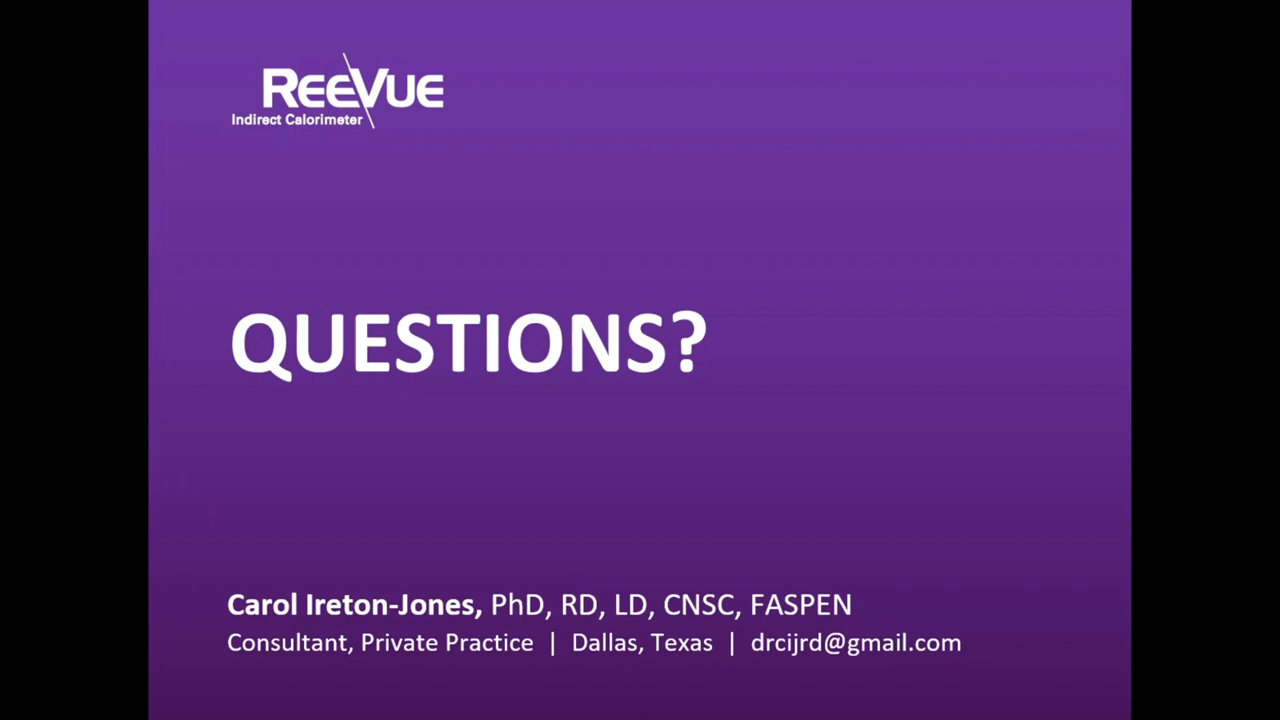 REEVUE
Indirect Calorimeter
QUESTIONS?
Carol Ireton-Jones, PhD, RD, LD, CNSC, FASPEN
Consultant, Private Practice | Dallas, Texas | drcijrd@gmail.com